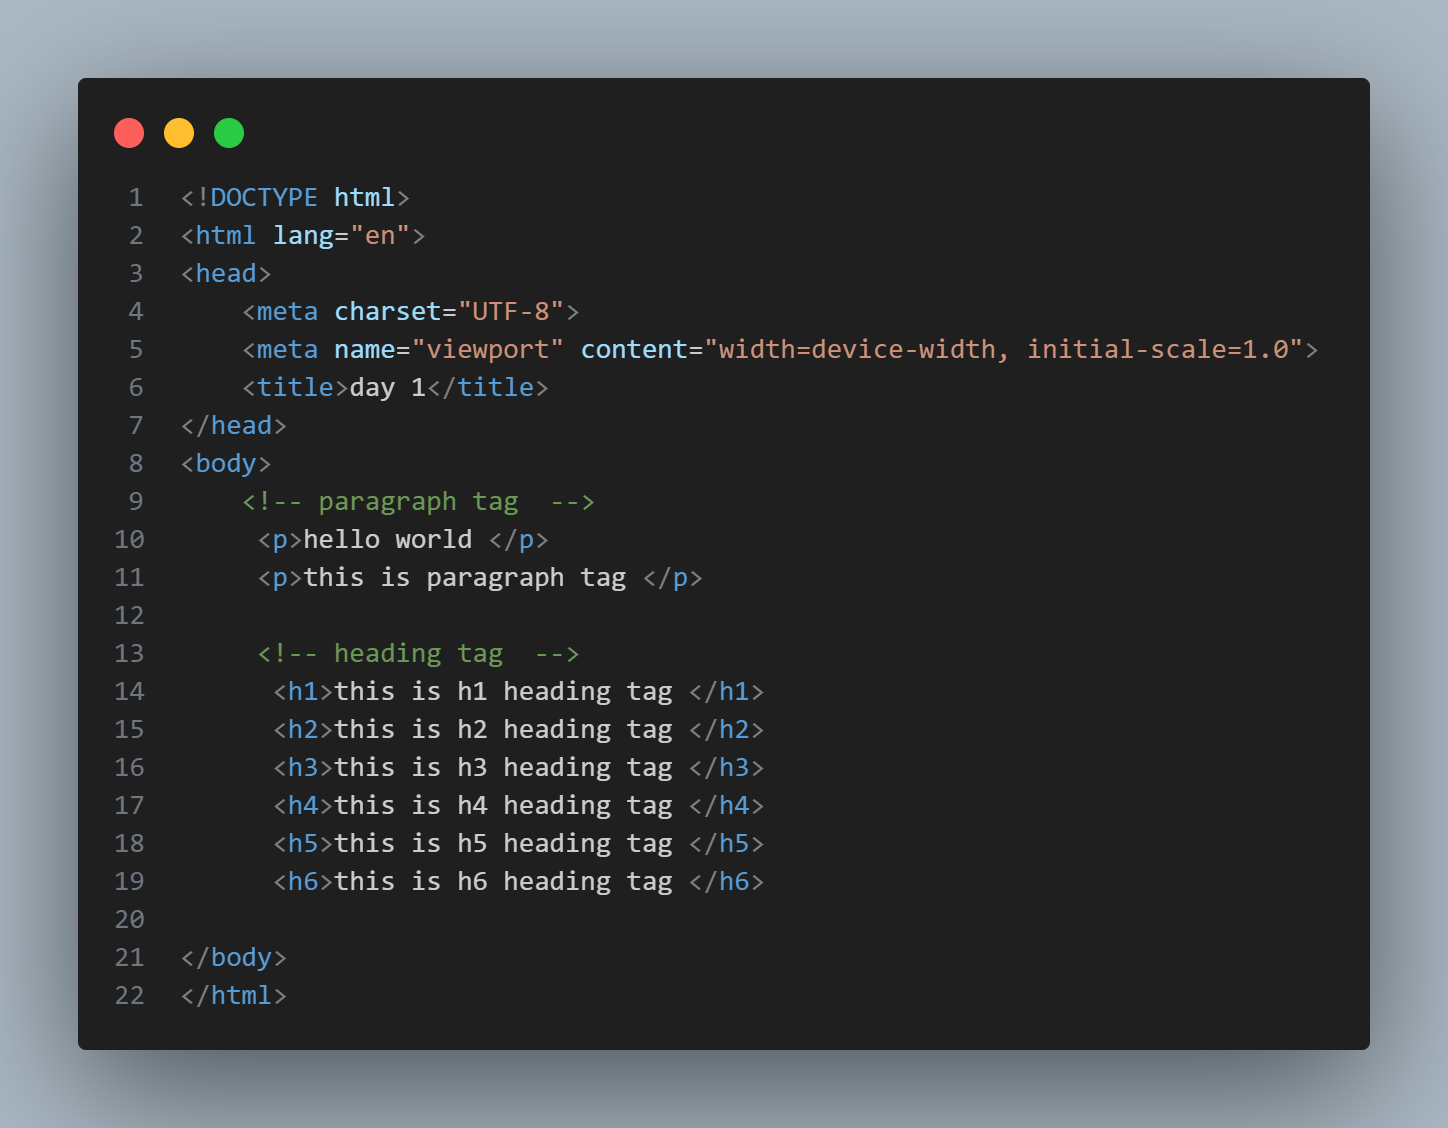 1 <!DOCTYPE html>
2 <html lang="en">
3 <head>
4     <meta charset="UTF-8">
5     <meta name="viewport" content="width=device-width, initial-scale=1.0">
6     <title>day 1</title>
7 </head>
8 <body>
9     <!-- paragraph tag  -->
10      <p>hello world </p>
11      <p>this is paragraph tag </p>
12
13      <!-- heading tag  -->
14       <h1>this is h1 heading tag </h1>
15       <h2>this is h2 heading tag </h2>
16       <h3>this is h3 heading tag </h3>
17       <h4>this is h4 heading tag </h4>
18       <h5>this is h5 heading tag </h5>
19       <h6>this is h6 heading tag </h6>
20
21 </body>
22 </html>